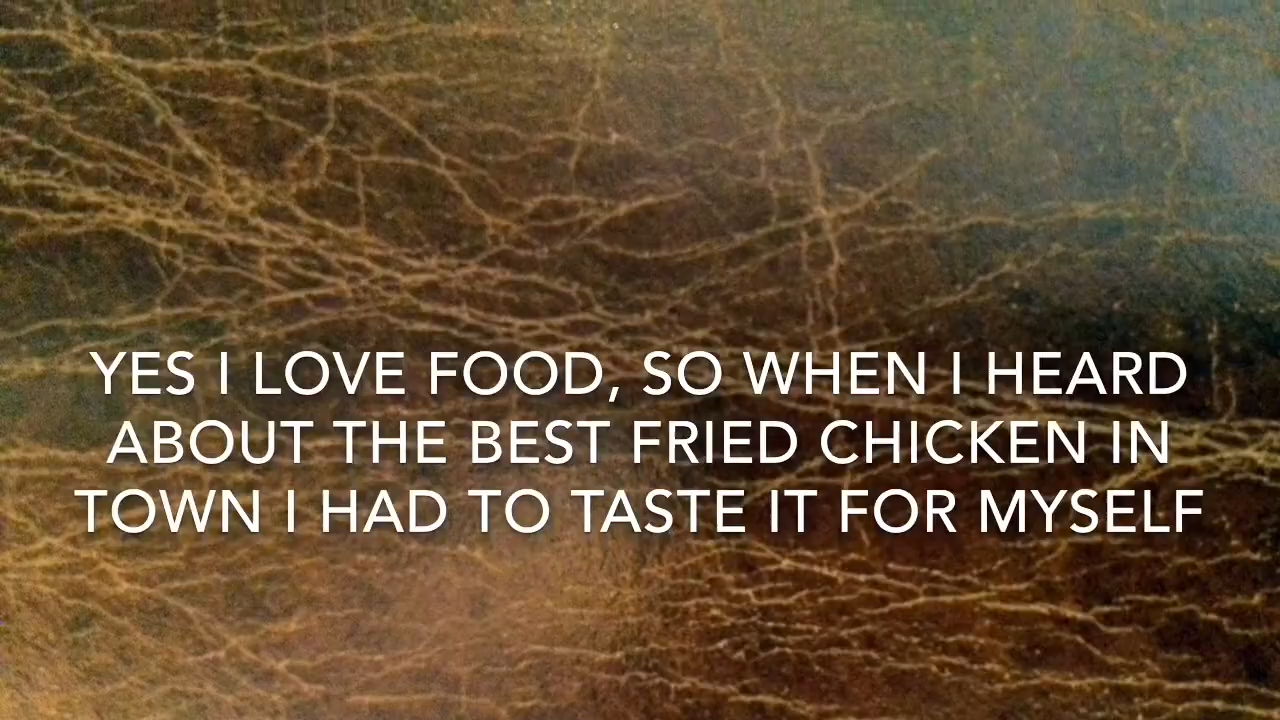 YES I LOVE FOOD, SO WHEN I HEARD
ABOUT THE BEST FRIED CHICKEN IN
TOWN I HAD TO TASTE IT FOR MYSELF